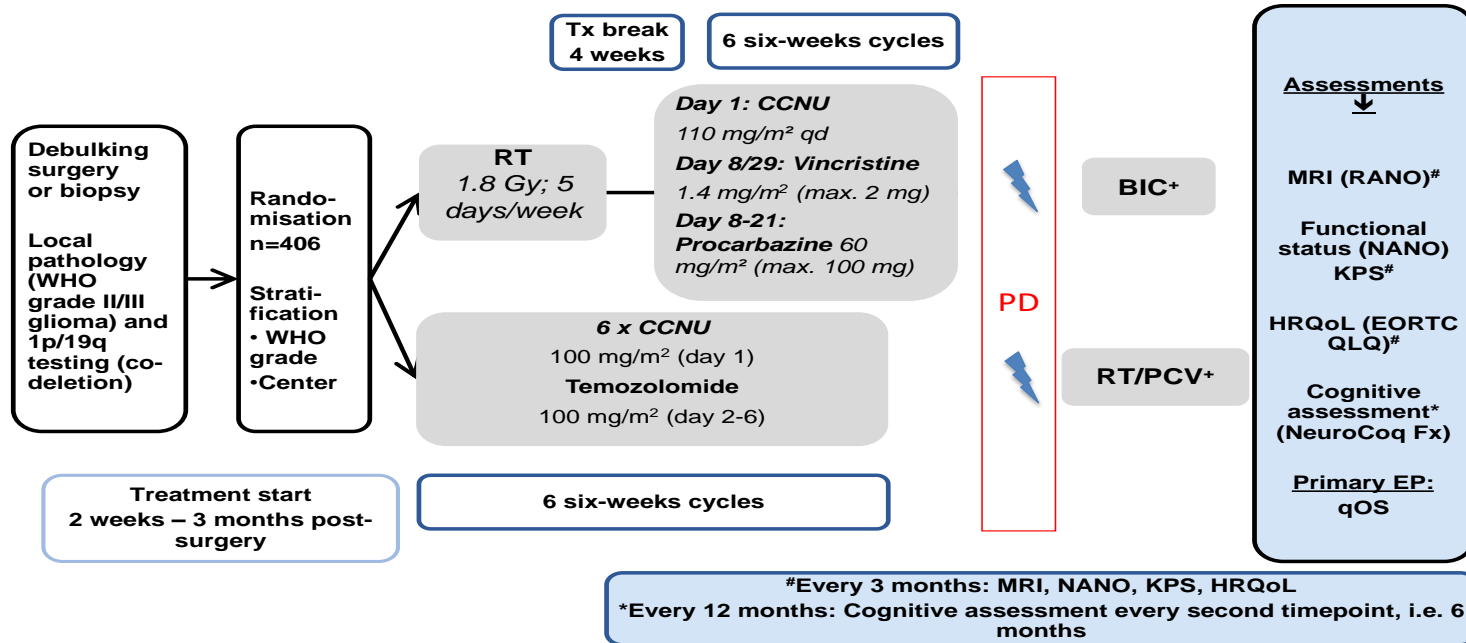 Tx break
4 weeks
6 six-weeks cycles
Debulking
surgery
or biopsy
Local
pathology
(WHO
grade II/III
glioma) and
1p/19q
testing (co-
deletion)
Rando-
misation
n=406
Strati-
fication
• WHO
grade
•Center
RT
1.8 Gy; 5
days/week
Day 1: CCNU
110 mg/m² qd
Day 8/29: Vincristine
1.4 mg/m² (max. 2 mg)
Day 8-21:
Procarbazine 60
mg/m² (max. 100 mg)
6 x CCNU
100 mg/m² (day 1)
Temozolomide
100 mg/m² (day 2-6)
Treatment start
2 weeks – 3 months post-
surgery
6 six-weeks cycles
PD
BIC⁺
RT/PCV⁺
Assessments
MRI (RANO)#
Functional
status (NANO)
KPS#
HRQoL (EORTC
QLQ)#
Cognitive
assessment*
(NeuroCoq Fx)
Primary EP:
qOS
#Every 3 months: MRI, NANO, KPS, HRQoL
*Every 12 months: Cognitive assessment every second timepoint, i.e. 6
months